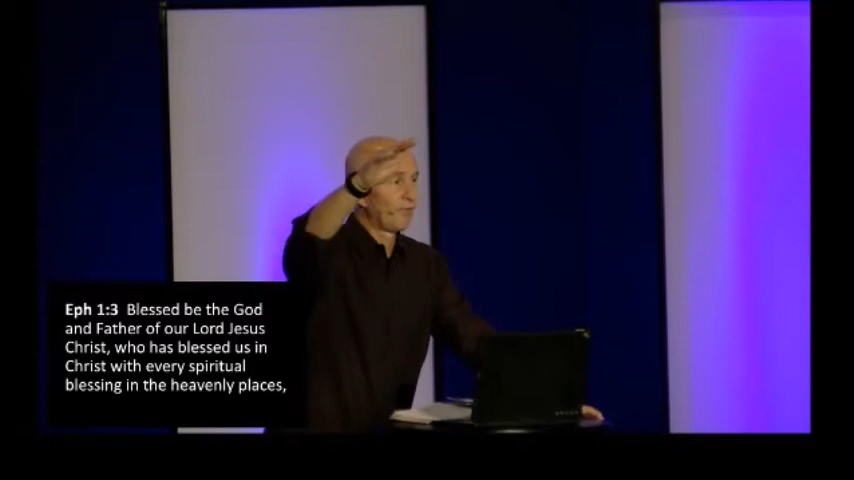 Eph 1:3 Blessed be the God
and Father of our Lord Jesus
Christ, who has blessed us in
Christ with every spiritual
blessing in the heavenly places,